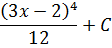 (3x − 2)⁴
12
+ C